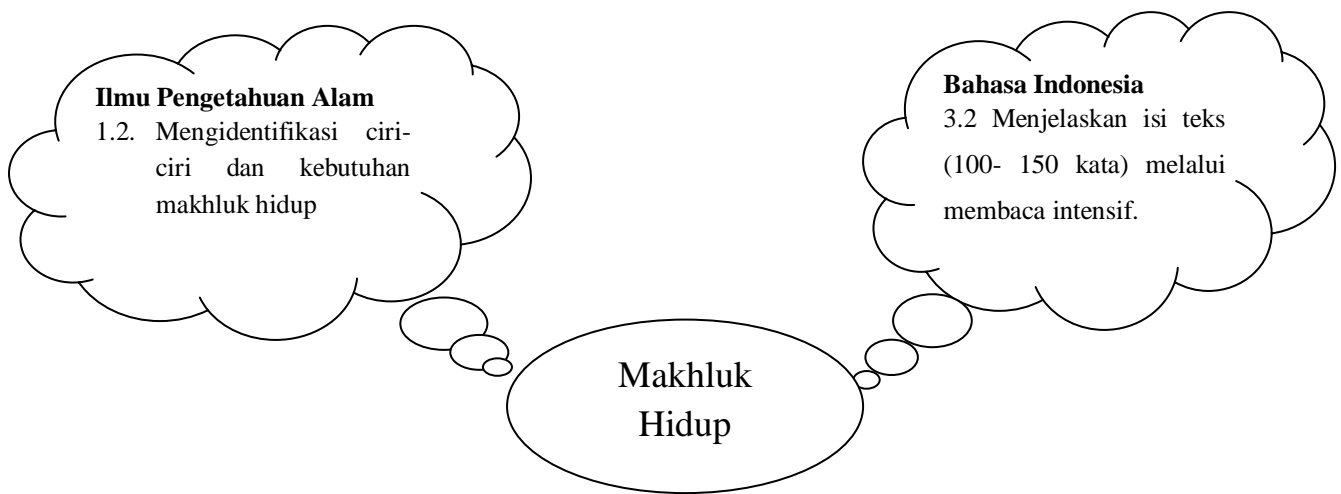 Ilmu Pengetahuan Alam
1.2. Mengidentifikasi ciri-
ciri dan kebutuhan
makhluk hidup
Bahasa Indonesia
3.2 Menjelaskan isi teks
(100- 150 kata) melalui
membaca intensif.
Makhluk
Hidup